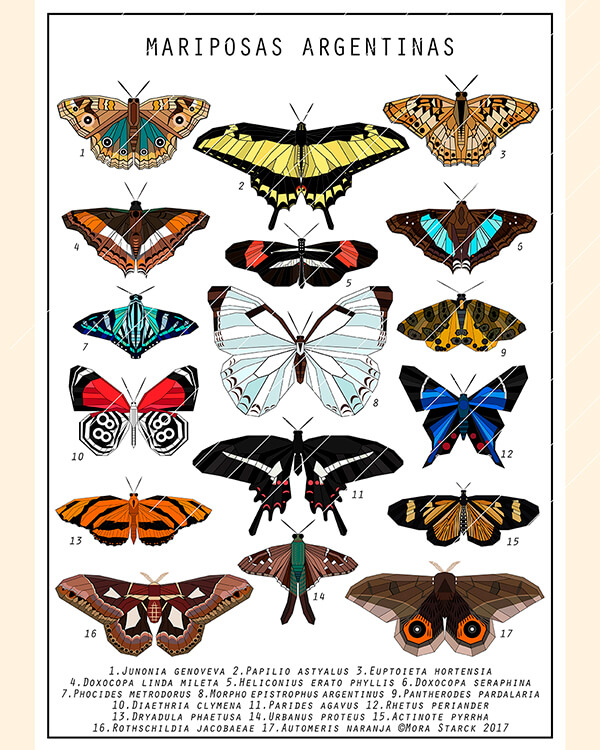 MARIPOSAS ARGENTINAS
1
2
3
4
5
6
7
8
9
10
11
12
13
14
15
16
17
1.JUNONIA GENOVEVA 2.PAPILIO ASTYALUS 3.EUPTOIETA HORTENSIA
4.DOXOCOPA LINDA MILETA 5.HELICONIUS ERATO PHYLLIS 6.DOXOCOPA SERAPHINA
7.PHOCIDES METRODORUS 8.MORPHO EPISTROPHUS ARGENTINUS 9.PANTHERODES PARDALARIA
10.DIAETHRIA CLYMENA 11.PARIDES AGAVUS 12.RHETUS PERIANDER
13.DRYADULA PHAETUSA 14.URBANUS PROTEUS 15.ACTINOTE PYRRHA
16.ROTHSCHILDIA JACOBAEAE 17.AUTOMERIS NARANJA ©MORA STARCK 2017